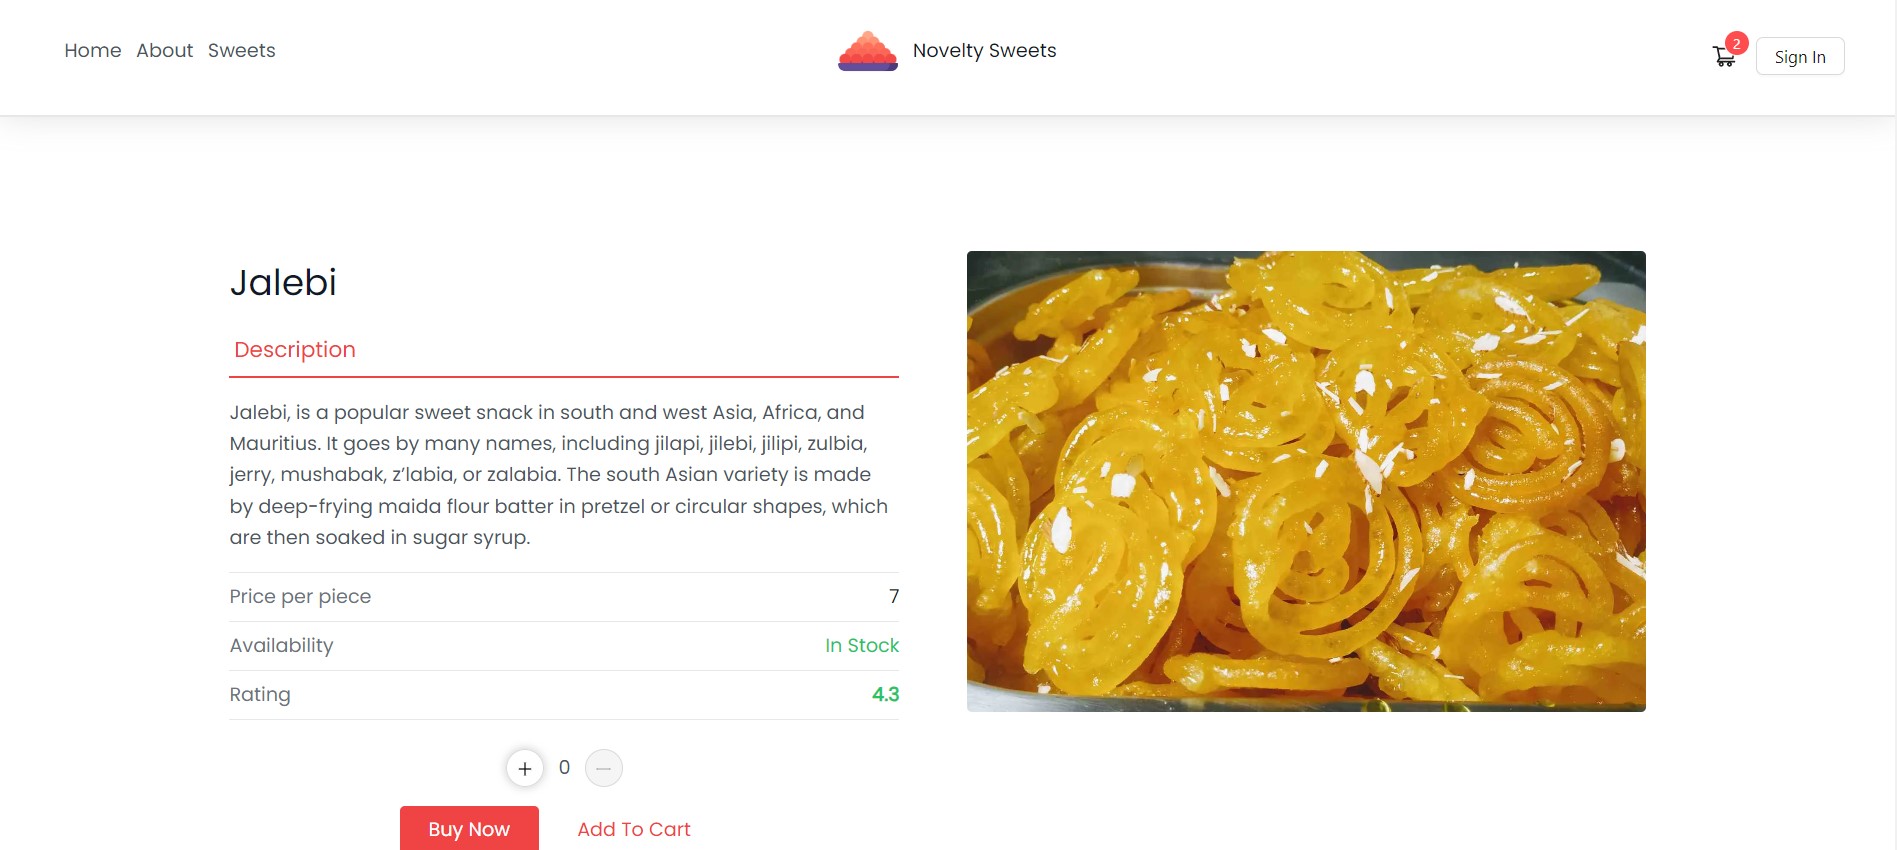 Home About Sweets
Novelty Sweets
2
Sign In
Jalebi
Description
Jalebi, is a popular sweet snack in south and west Asia, Africa, and
Mauritius. It goes by many names, including jilapi, jilebi, jilipi, zulbia,
jerry, mushabak, z’labia, or zalabia. The south Asian variety is made
by deep-frying maida flour batter in pretzel or circular shapes, which
are then soaked in sugar syrup.
Price per piece 7
Availability In Stock
Rating 4.3
+ 0 −
Buy Now Add To Cart